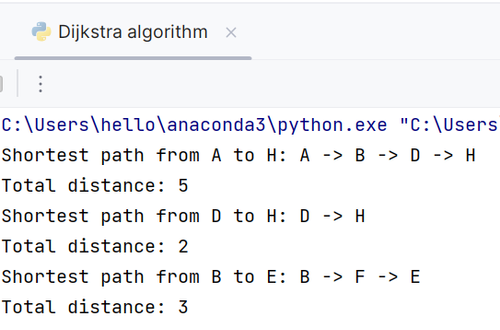 Dijkstra algorithm
C:\Users\hello\anaconda3\python.exe "C:\Users
Shortest path from A to H: A -> B -> D -> H
Total distance: 5
Shortest path from D to H: D -> H
Total distance: 2
Shortest path from B to E: B -> F -> E
Total distance: 3